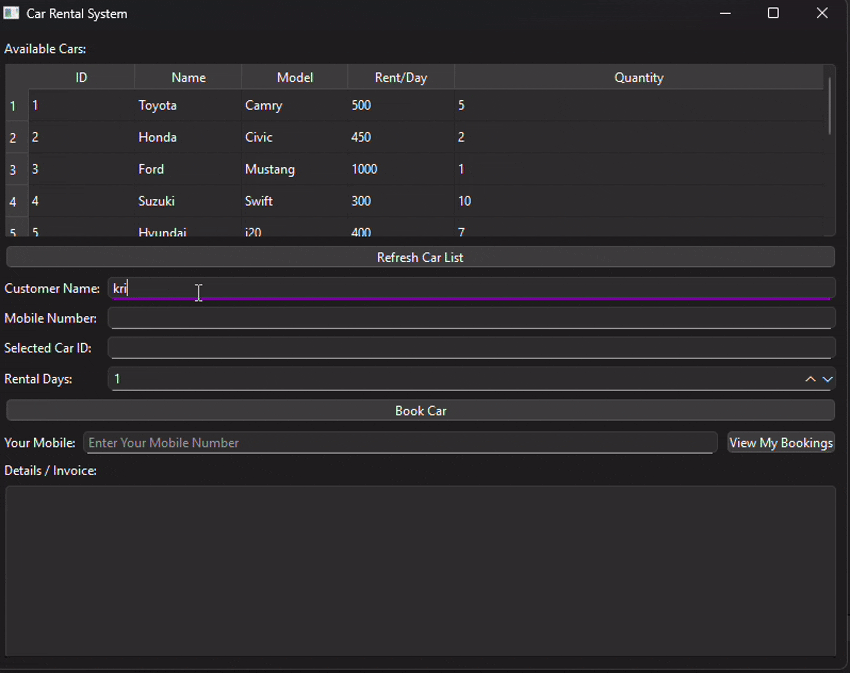 Car Rental System
Available Cars:
ID Name Model Rent/Day Quantity
1 1 Toyota Camry 500 5
2 2 Honda Civic 450 2
3 3 Ford Mustang 1000 1
4 4 Suzuki Swift 300 10
5 5 Hyundai i20 400 7
Refresh Car List
Customer Name: kri
Mobile Number:
Selected Car ID:
Rental Days: 1
Book Car
Your Mobile: Enter Your Mobile Number View My Bookings
Details / Invoice: